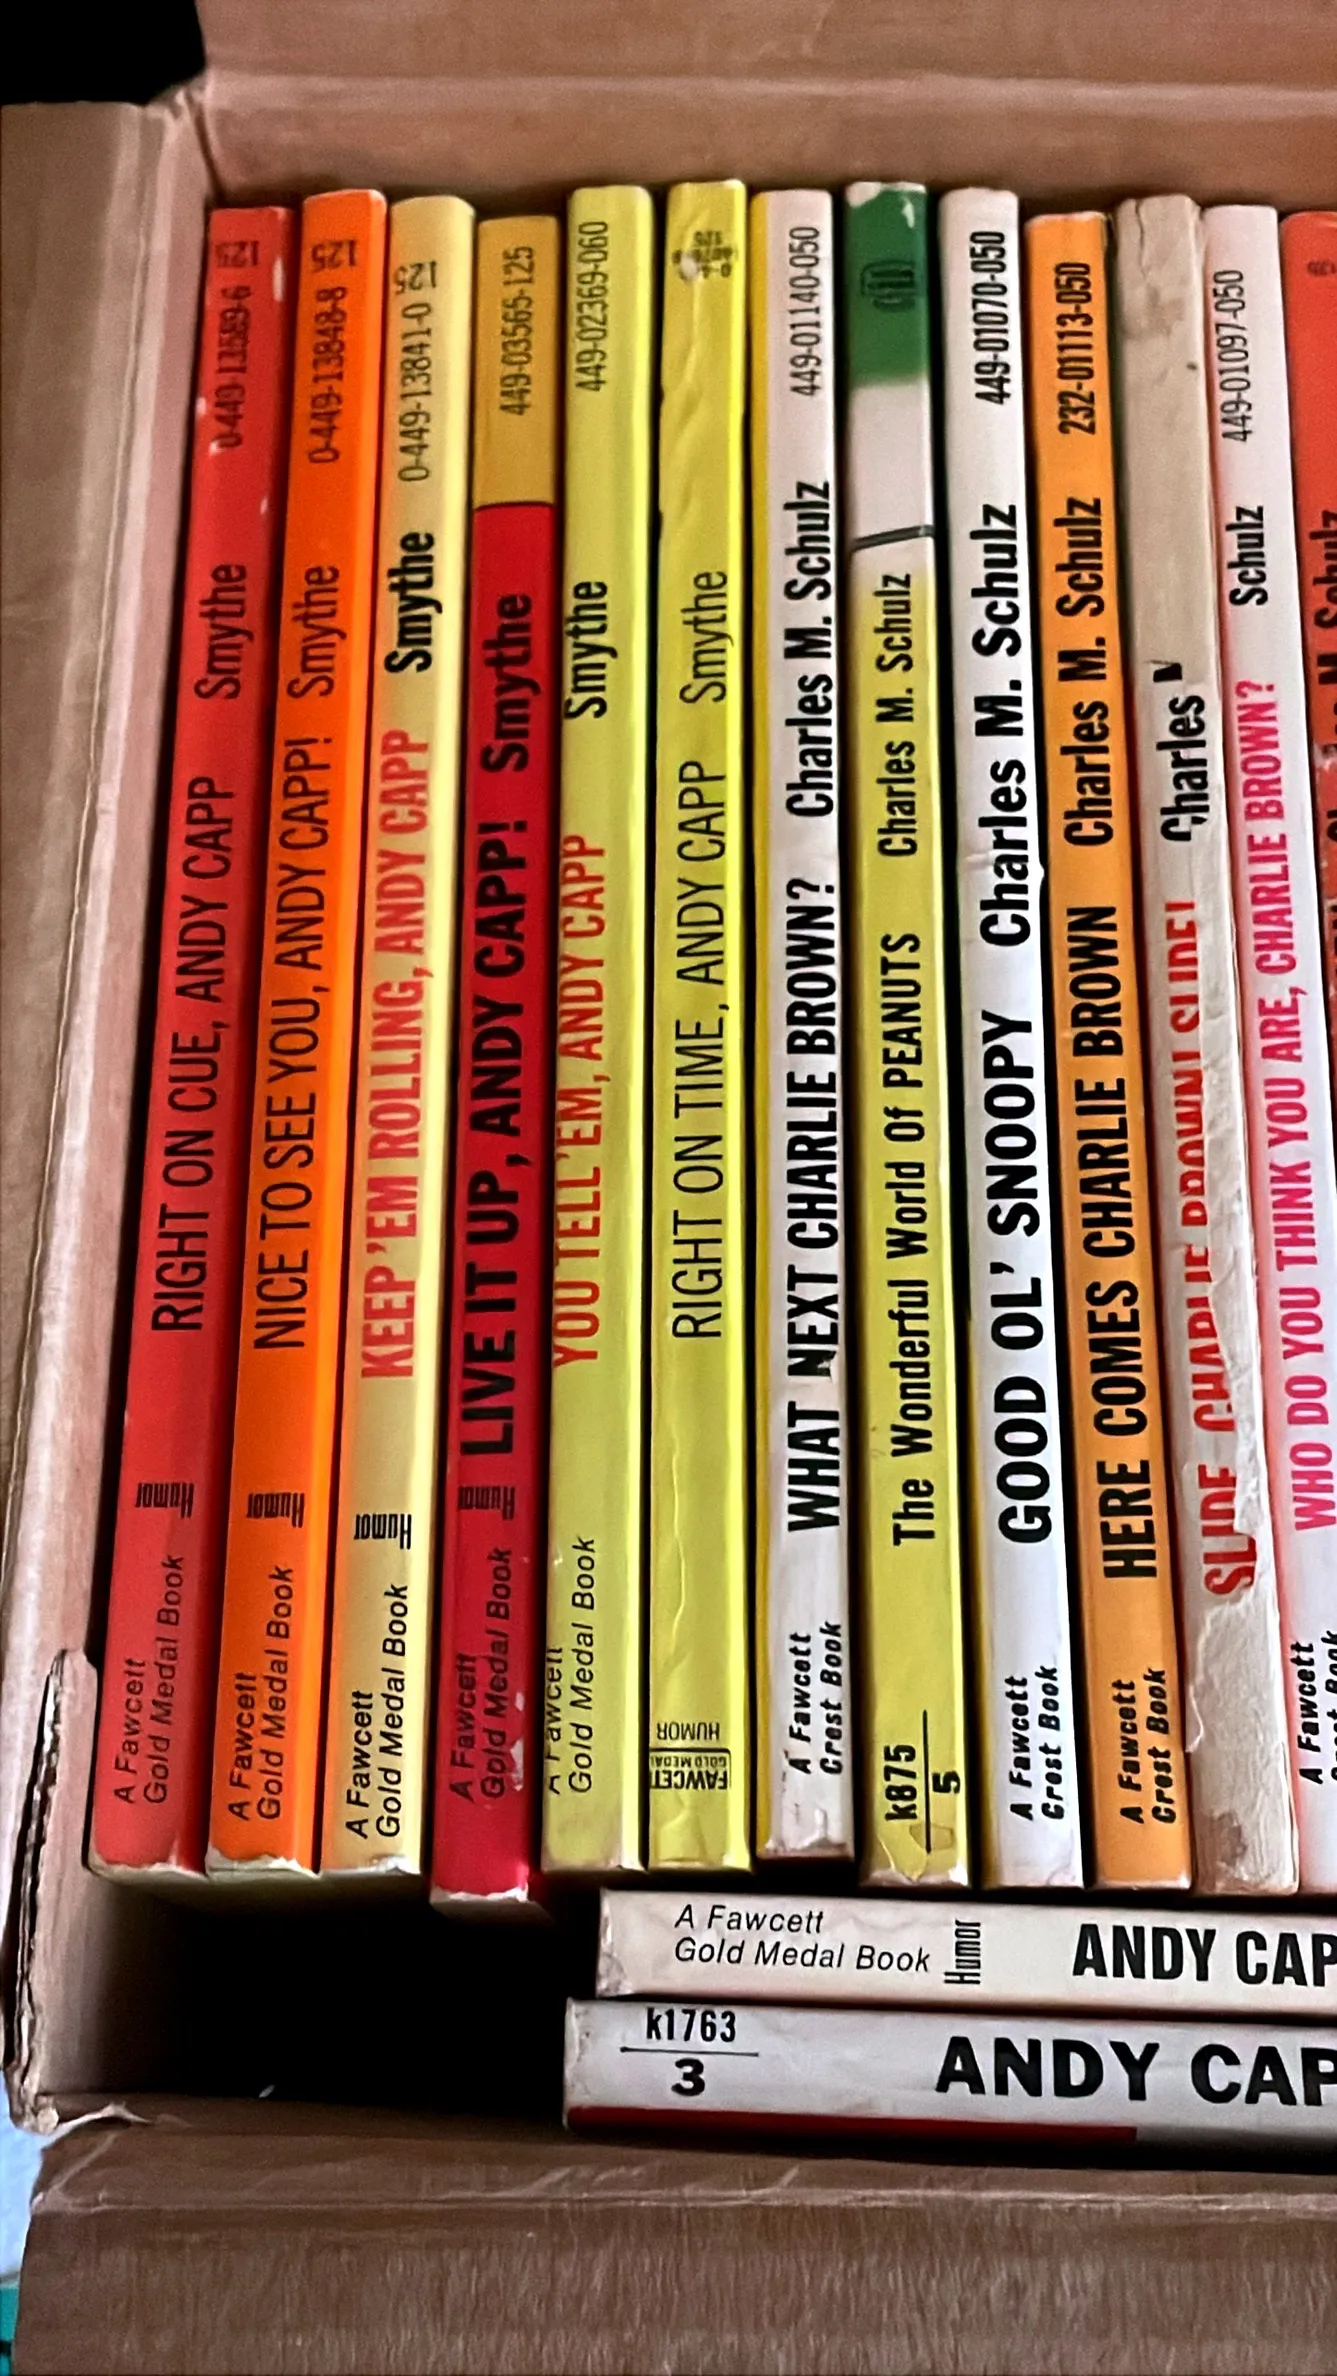 A Fawcett
Gold Medal Book
Humor
RIGHT ON CUE, ANDY CAPP Smythe 0-449-13589-6 125
A Fawcett
Gold Medal Book
Humor
NICE TO SEE YOU, ANDY CAPP! Smythe 0-449-13848-8 125
A Fawcett
Gold Medal Book
Humor
KEEP 'EM ROLLING, ANDY CAPP Smythe 0-449-13841-0 125
A Fawcett
Gold Medal Book
Humor
LIVE IT UP, ANDY CAPP! Smythe 449-03565-125
A Fawcett
Gold Medal Book
YOU TELL 'EM, ANDY CAPP Smythe 449-02369-060
FAWCETT
GOLD MEDAL
HUMOR
RIGHT ON TIME, ANDY CAPP Smythe
125
A Fawcett
Crest Book
WHAT NEXT CHARLIE BROWN? Charles M. Schulz 449-01140-050
k875
5
The Wonderful World Of PEANUTS Charles M. Schulz
A Fawcett
Crest Book
GOOD OL' SNOOPY Charles M. Schulz 449-01070-050
A Fawcett
Crest Book
HERE COMES CHARLIE BROWN Charles M. Schulz 232-01113-050
SLIDE CHARLIE BROWN SLIDE! Charles M
A Fawcett
Crest Book
WHO DO YOU THINK YOU ARE, CHARLIE BROWN? Schulz 449-01097-050
M. Schulz
A Fawcett
Gold Medal Book
Humor
ANDY CAP
k1763
3
ANDY CAP